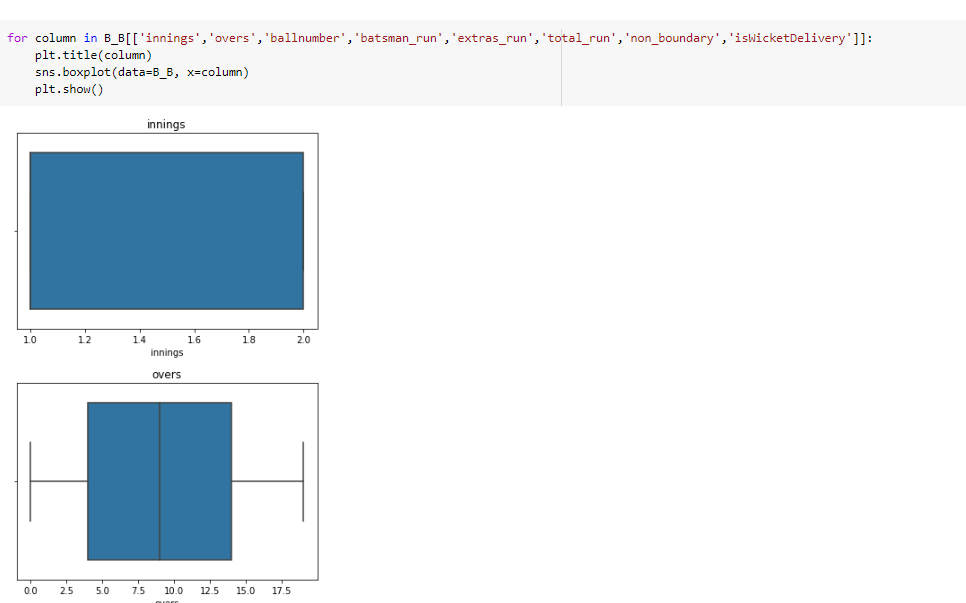 for column in B_B[['innings','overs','ballnumber','batsman_run','extras_run','total_run','non_boundary','isWicketDelivery']]:
    plt.title(column)
    sns.boxplot(data=B_B, x=column)
    plt.show()
innings
1.0 1.2 1.4 1.6 1.8 2.0
innings
overs
0.0 2.5 5.0 7.5 10.0 12.5 15.0 17.5
overs